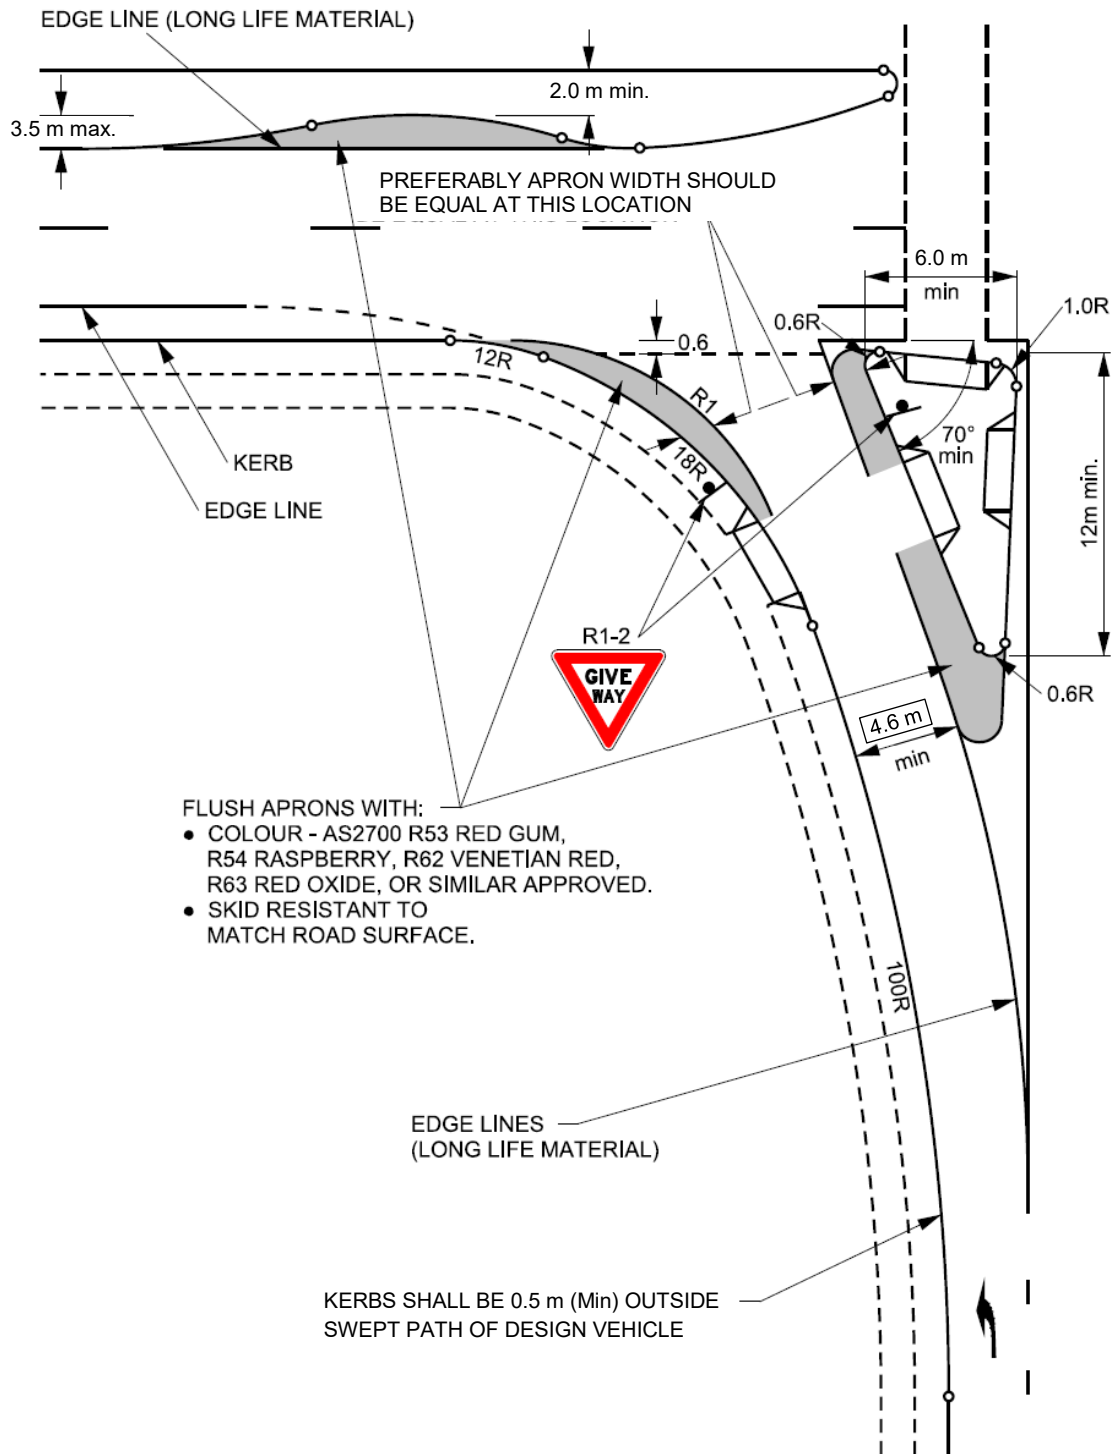 EDGE LINE (LONG LIFE MATERIAL)
2.0 m min.
3.5 m max.
PREFERABLY APRON WIDTH SHOULD
BE EQUAL AT THIS LOCATION
6.0 m
min
0.6R
1.0R
0.6
12R
R1
18R
70°
min
KERB
EDGE LINE
12m min.
R1-2
GIVE
WAY
0.6R
4.6 m
min
FLUSH APRONS WITH:
• COLOUR - AS2700 R53 RED GUM,
R54 RASPBERRY, R62 VENETIAN RED,
R63 RED OXIDE, OR SIMILAR APPROVED.
• SKID RESISTANT TO
MATCH ROAD SURFACE.
100R
EDGE LINES
(LONG LIFE MATERIAL)
KERBS SHALL BE 0.5 m (Min) OUTSIDE
SWEPT PATH OF DESIGN VEHICLE